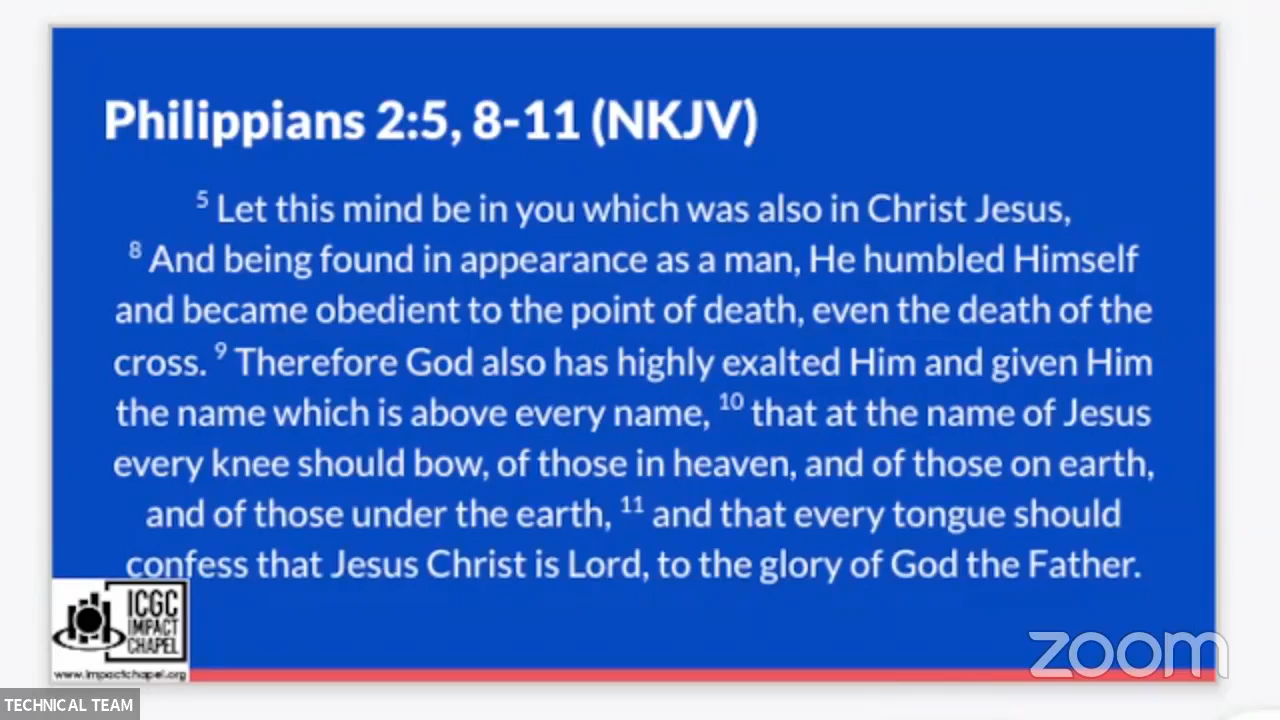 Philippians 2:5, 8-11 (NKJV)
5 Let this mind be in you which was also in Christ Jesus,
8 And being found in appearance as a man, He humbled Himself
and became obedient to the point of death, even the death of the
cross. 9 Therefore God also has highly exalted Him and given Him
the name which is above every name, 10 that at the name of Jesus
every knee should bow, of those in heaven, and of those on earth,
and of those under the earth, 11 and that every tongue should
confess that Jesus Christ is Lord, to the glory of God the Father.
ICGC
IMPACT
CHAPEL
www.impactchapel.org
zoom
TECHNICAL TEAM